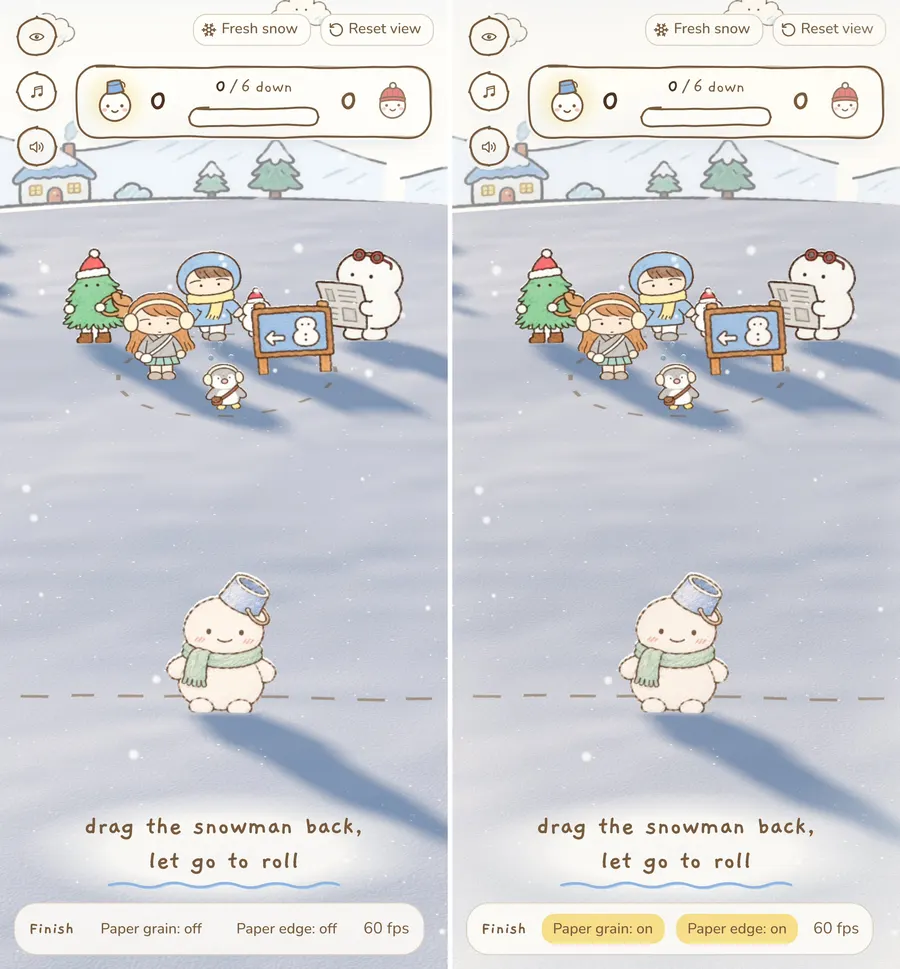 Fresh snow
Reset view
0
0 / 6 down
0
drag the snowman back,
let go to roll
Finish
Paper grain: off
Paper edge: off
60 fps
Fresh snow
Reset view
0
0 / 6 down
0
drag the snowman back,
let go to roll
Finish
Paper grain: on
Paper edge: on
60 fps